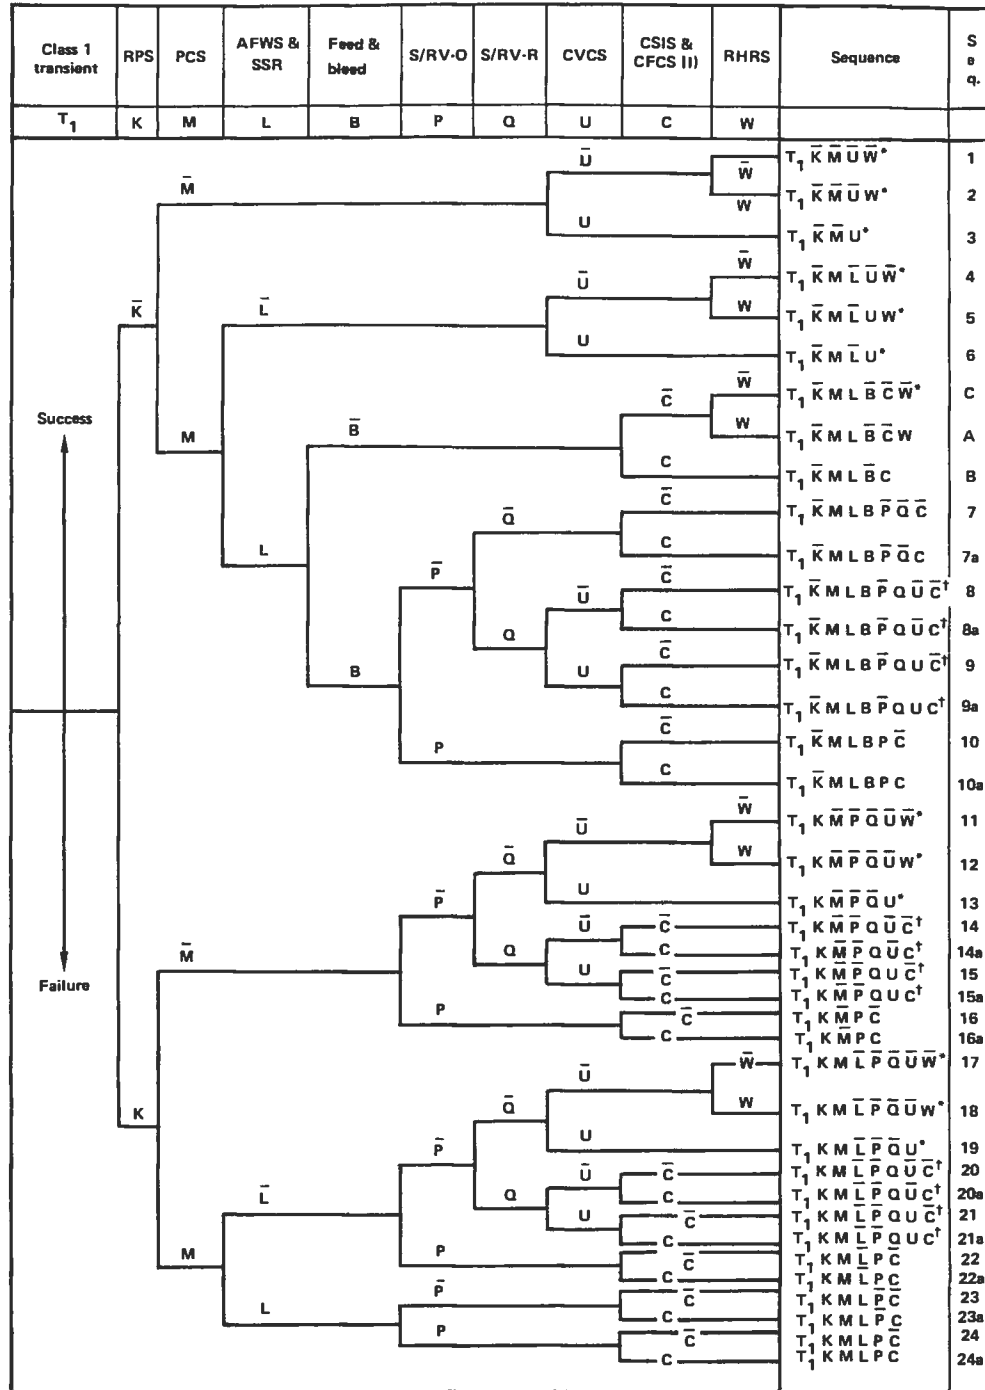 Class 1 transient RPS PCS AFWS & SSR Feed & bleed S/RV-O S/RV-R CVCS CSIS & CFCS II) RHRS Sequence S e q.
T₁ K M L B P Q U C W
Ū T₁ K̄ M̄ Ū W̄* 1
W̄
M̄
W T₁ K̄ M̄ Ū W* 2
U T₁ K̄ M̄ U* 3
W̄ T₁ K̄ M L̄ Ū W̄* 4
Ū
K̄ L̄ W T₁ K̄ M L̄ U W* 5
U T₁ K̄ M L̄ U* 6
W̄ T₁ K̄ M L B̄ C̄ W̄* C
C̄
Success
B̄ W T₁ K̄ M L B̄ C̄ W A
M
C T₁ K̄ M L B̄ C B
C̄ T₁ K̄ M L B P̄ Q̄ C̄ 7
Q̄
L C T₁ K̄ M L B P̄ Q̄ C 7a
P̄
Ū C̄ T₁ K̄ M L B P̄ Q Ū C̄† 8
Q C T₁ K̄ M L B P̄ Q Ū C† 8a
B U C̄ T₁ K̄ M L B P̄ Q U C̄† 9
C T₁ K̄ M L B P̄ Q U C† 9a
P C̄ T₁ K̄ M L B P C̄ 10
C T₁ K̄ M L B P C 10a
W̄ T₁ K M̄ P̄ Q̄ Ū W̄* 11
Ū
Q̄ W T₁ K M̄ P̄ Q̄ Ū W* 12
P̄ U T₁ K M̄ P̄ Q̄ U* 13
Ū C̄ T₁ K M̄ P̄ Q Ū C̄† 14
M̄ Q C T₁ K M̄ P̄ Q Ū C† 14a
Failure U C̄ T₁ K M̄ P̄ Q U C̄† 15
C T₁ K M̄ P̄ Q U C† 15a
P C̄ T₁ K M̄ P C̄ 16
C T₁ K M̄ P C 16a
W̄ T₁ K M L̄ P̄ Q̄ Ū W̄* 17
Ū
K Q̄ W T₁ K M L̄ P̄ Q̄ Ū W* 18
P̄ U T₁ K M L̄ P̄ Q̄ U* 19
Ū C̄ T₁ K M L̄ P̄ Q Ū C̄† 20
L̄ Q C T₁ K M L̄ P̄ Q Ū C† 20a
U C̄ T₁ K M L̄ P̄ Q U C̄† 21
C T₁ K M L̄ P̄ Q U C† 21a
M P C̄ T₁ K M L̄ P C̄ 22
C T₁ K M L̄ P C 22a
P̄ C̄ T₁ K M L P̄ C̄ 23
L C T₁ K M L P̄ C 23a
P C̄ T₁ K M L P C̄ 24
C T₁ K M L P C 24a